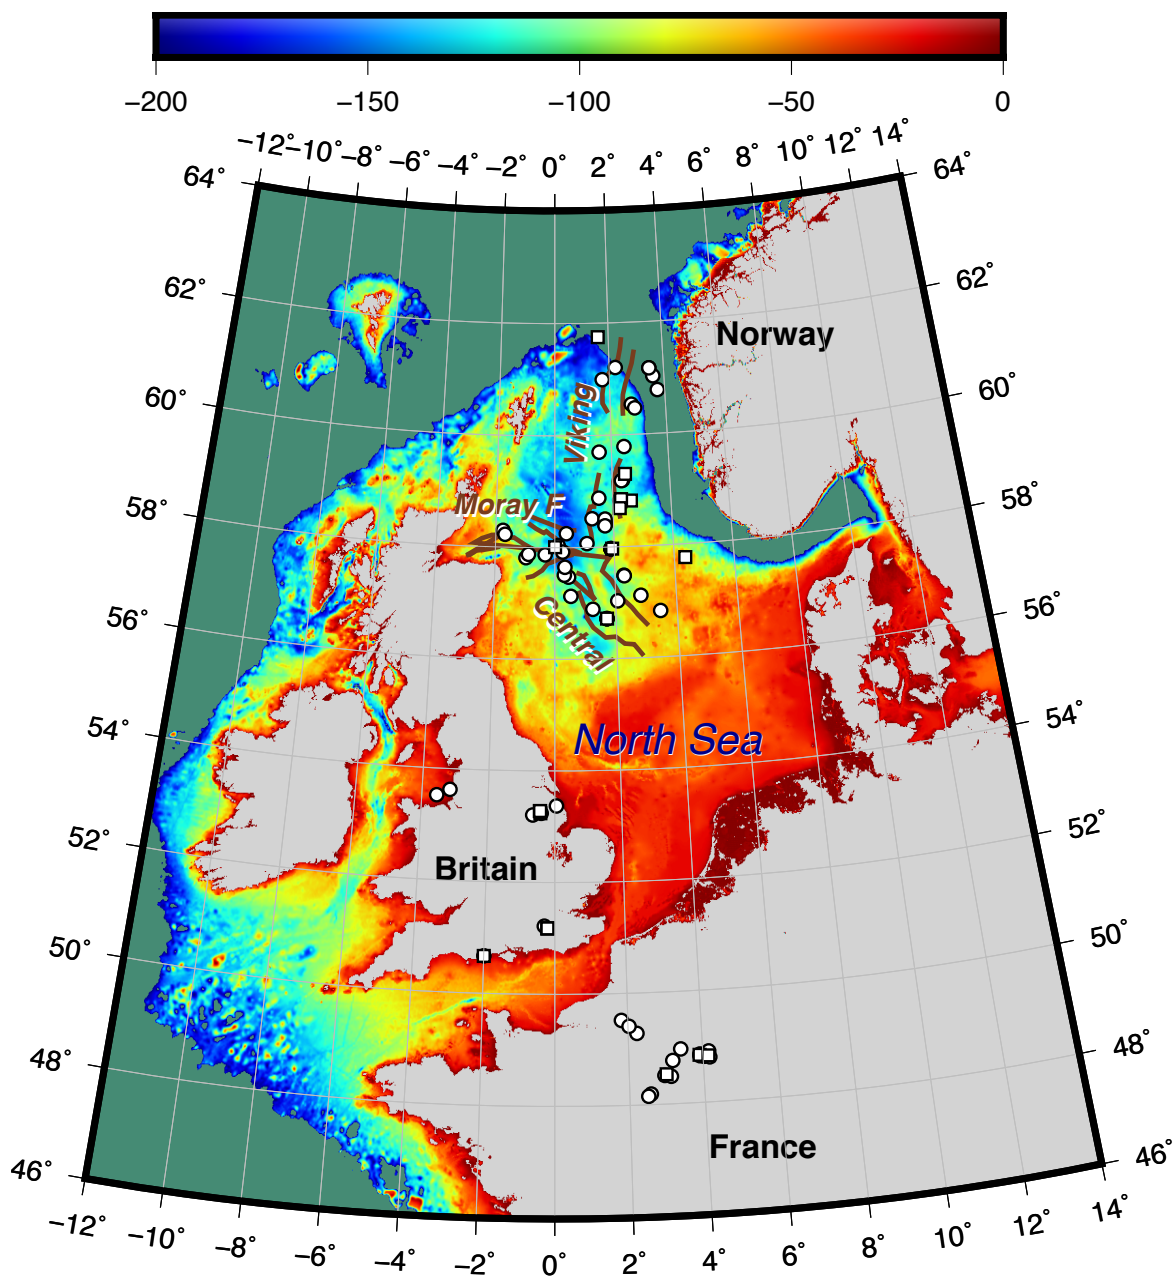 −200 −150 −100 −50 0
−12˚ −10˚ −8˚ −6˚ −4˚ −2˚ 0˚ 2˚ 4˚ 6˚ 8˚ 10˚ 12˚ 14˚
64˚ 64˚
62˚ 62˚
Norway
60˚ 60˚
Viking
58˚ 58˚
Moray F
56˚ 56˚
Central
54˚ 54˚
North Sea
52˚ 52˚
Britain
50˚ 50˚
48˚ 48˚
France
46˚ 46˚
−12˚ −10˚ −8˚ −6˚ −4˚ −2˚ 0˚ 2˚ 4˚ 6˚ 8˚ 10˚ 12˚ 14˚